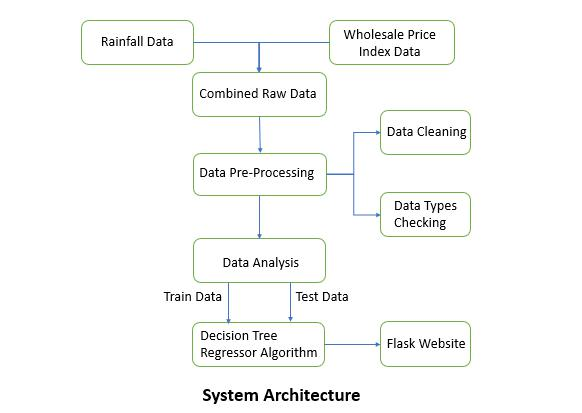 Rainfall Data
Wholesale Price
Index Data
Combined Raw Data
Data Cleaning
Data Pre-Processing
Data Types
Checking
Data Analysis
Train Data
Test Data
Decision Tree
Regressor Algorithm
Flask Website
System Architecture